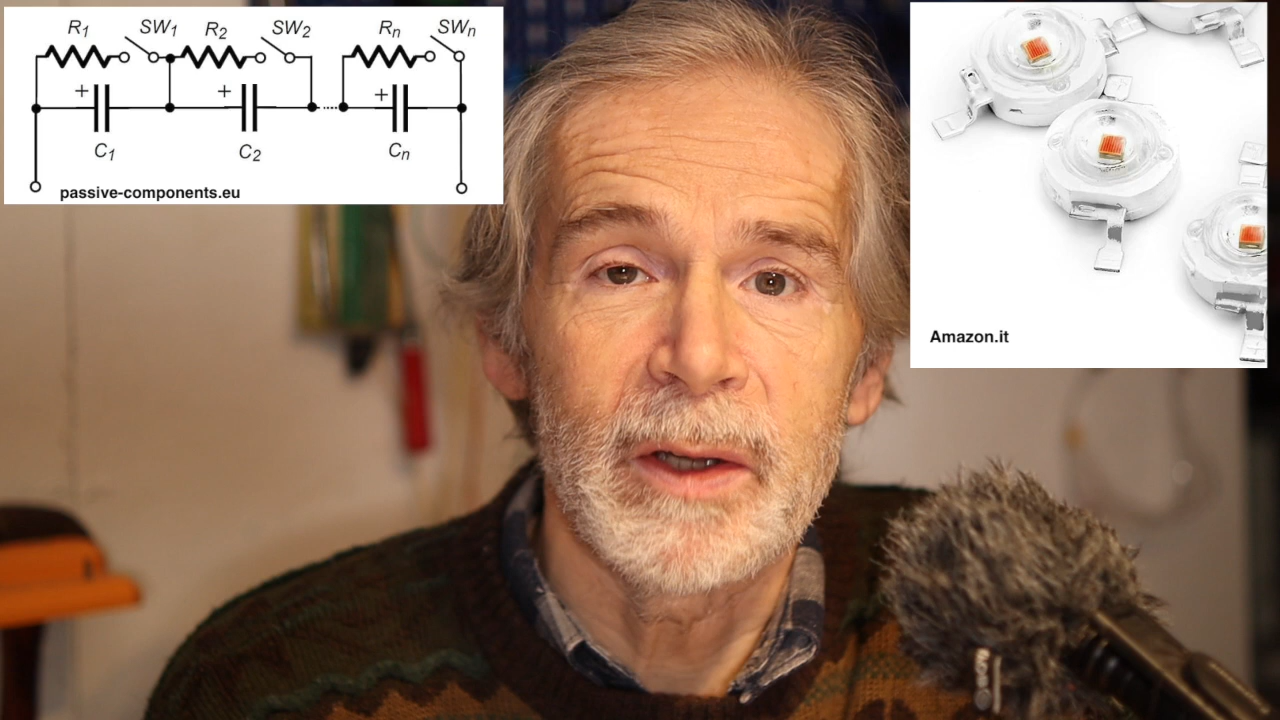 R1
SW1
R2
SW2
Rn
SWn
+
+
+
C1
C2
Cn
passive-components.eu
Amazon.it